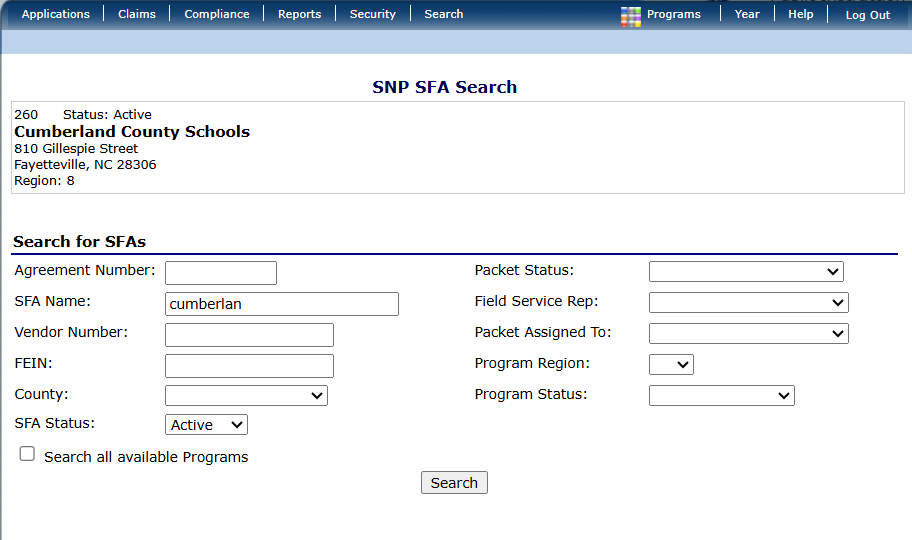 Applications Claims Compliance Reports Security Search Programs Year Help Log Out
SNP SFA Search
260 Status: Active
Cumberland County Schools
810 Gillespie Street
Fayetteville, NC 28306
Region: 8
Search for SFAs
Agreement Number: Packet Status:
SFA Name: cumberlan Field Service Rep:
Vendor Number: Packet Assigned To:
FEIN: Program Region:
County: Program Status:
SFA Status: Active
Search all available Programs
Search